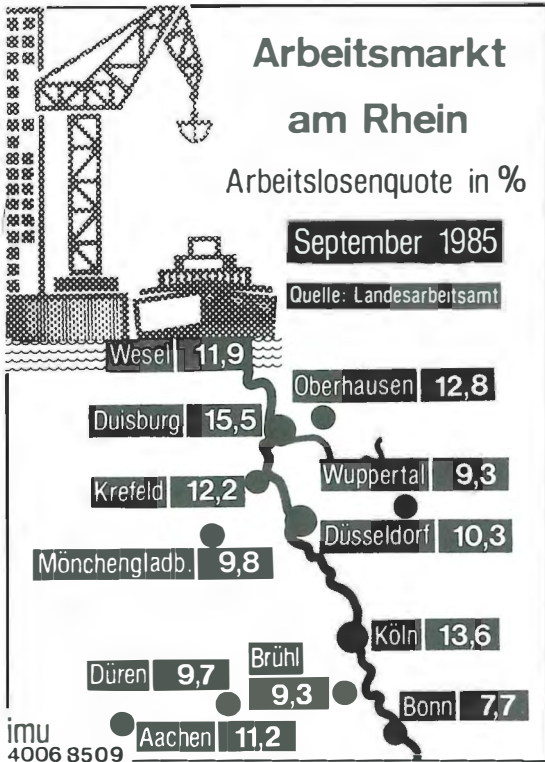 Arbeitsmarkt
am Rhein
Arbeitslosenquote in %
September 1985
Quelle: Landesarbeitsamt
Wesel 11,9
Oberhausen 12,8
Duisburg 15,5
Wuppertal 9,3
Krefeld 12,2
Düsseldorf 10,3
Mönchengladb. 9,8
Köln 13,6
Brühl
9,3
Düren 9,7
Bonn 7,7
Aachen 11,2
imu
4006 8509